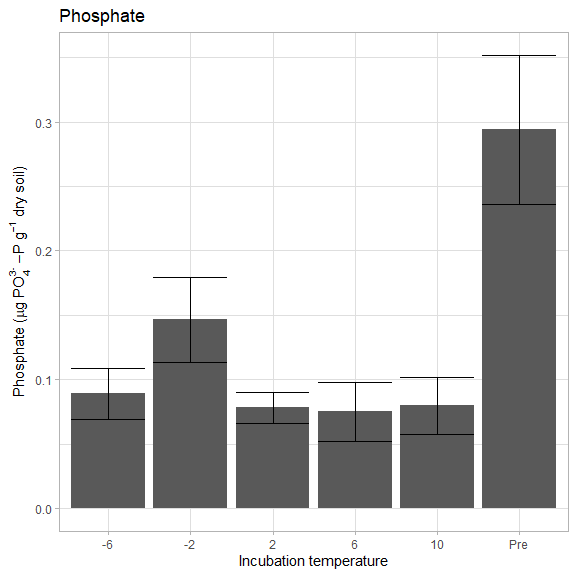 Phosphate
Phosphate (µg PO₄³⁻ –P g⁻¹ dry soil)
0.3
0.2
0.1
0.0
-6 -2 2 6 10 Pre
Incubation temperature